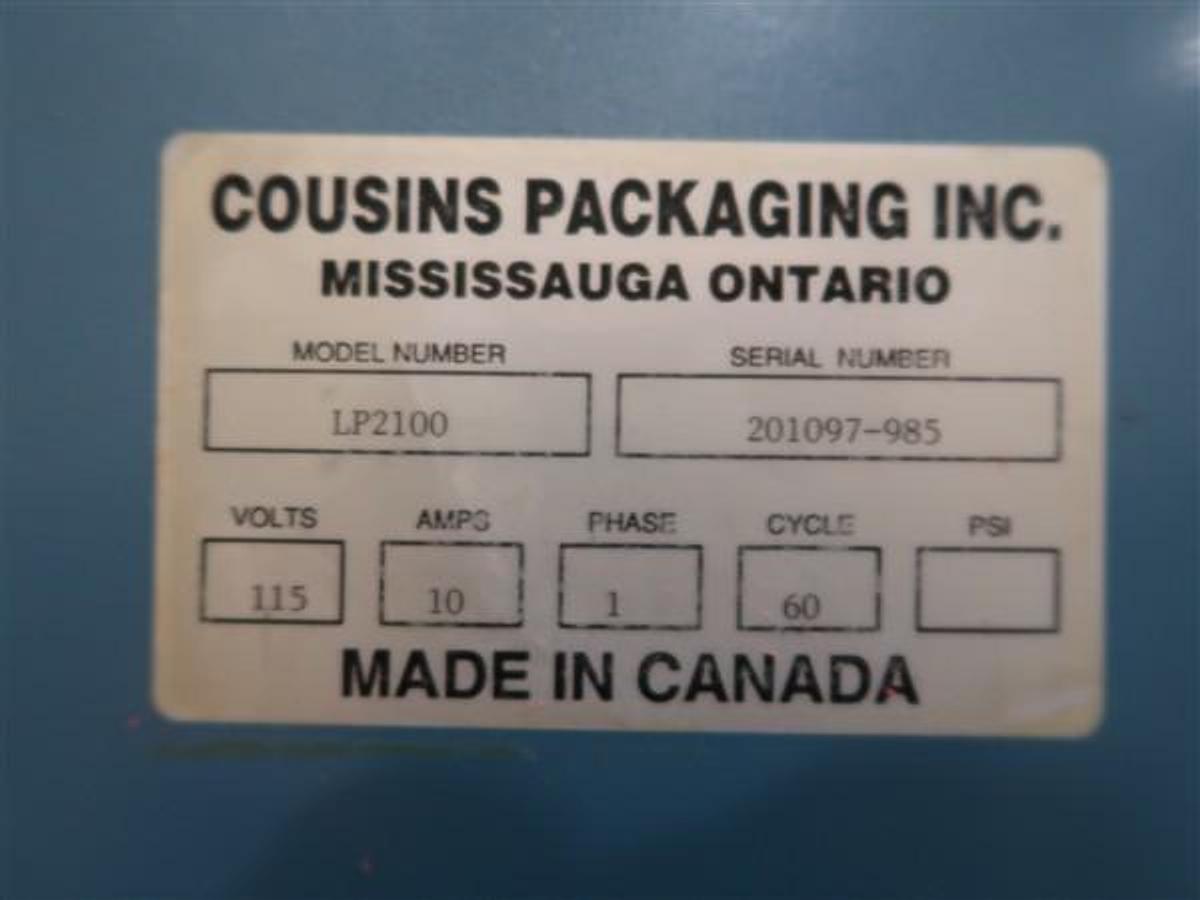 COUSINS PACKAGING INC.
MISSISSAUGA ONTARIO
MODEL NUMBER SERIAL NUMBER
LP2100 201097-985
VOLTS AMPS PHASE CYCLE PSI
115 10 1 60
MADE IN CANADA